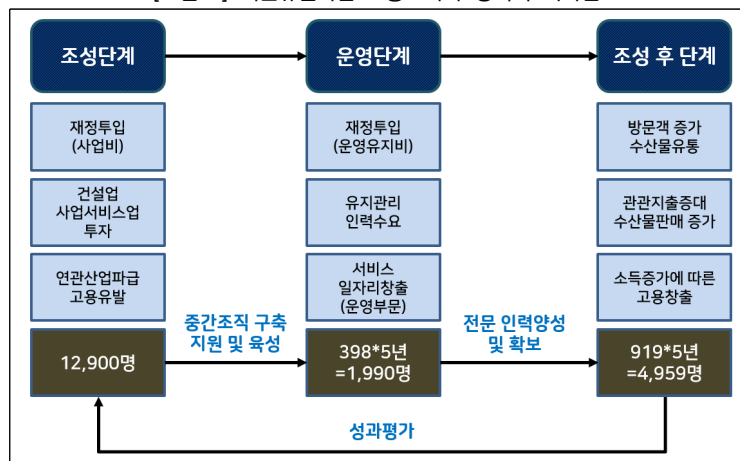 조성단계
운영단계
조성 후 단계
재정투입
(사업비)
재정투입
(운영유지비)
방문객 증가
수산물유통
건설업
사업서비스업
투자
유지관리
인력수요
관관지출증대
수산물판매 증가
연관산업파급
고용유발
서비스
일자리창출
(운영부문)
소득증가에 따른
고용창출
중간조직 구축
지원 및 육성
전문 인력양성
및 확보
12,900명
398*5년
=1,990명
919*5년
=4,959명
성과평가